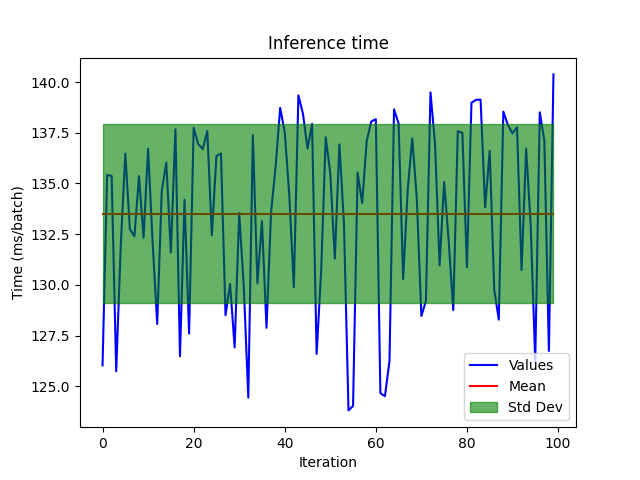 Inference time
Time (ms/batch)
140.0
137.5
135.0
132.5
130.0
127.5
125.0
Values
Mean
Std Dev
0 20 40 60 80 100
Iteration